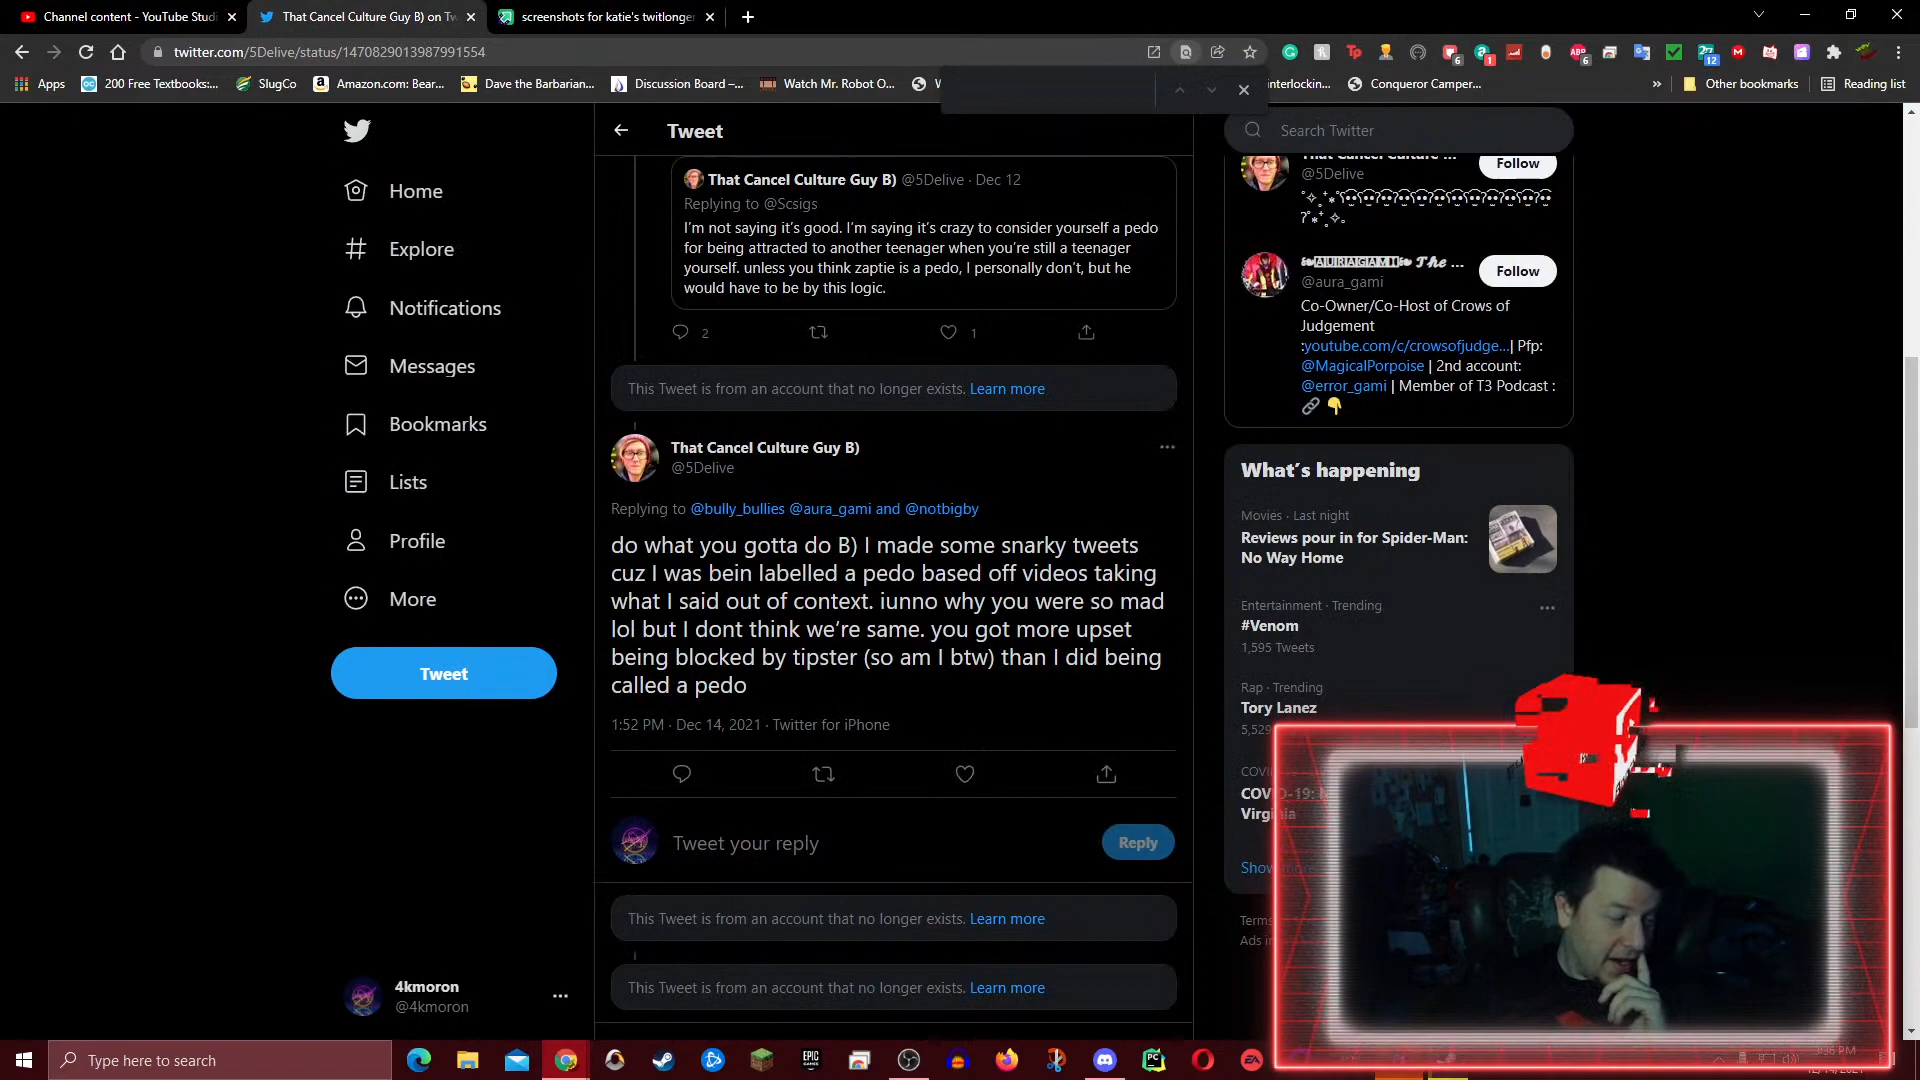 Channel content - YouTube Studi
That Cancel Culture Guy B) on Tw
screenshots for katie's twitlonger
twitter.com/5Delive/status/1470829013987991554
Apps
200 Free Textbooks:...
SlugCo
Amazon.com: Bear...
Dave the Barbarian...
Discussion Board –...
Watch Mr. Robot O...
interlockin...
Conqueror Camper...
Other bookmarks
Reading list
Home
Explore
Notifications
Messages
Bookmarks
Lists
Profile
More
Tweet
4kmoron
@4kmoron
Tweet
That Cancel Culture Guy B) @5Delive · Dec 12
Replying to @Scsigs
I'm not saying it's good. I'm saying it's crazy to consider yourself a pedo
for being attracted to another teenager when you're still a teenager
yourself. unless you think zaptie is a pedo, I personally don't, but he
would have to be by this logic.
2
1
This Tweet is from an account that no longer exists. Learn more
That Cancel Culture Guy B)
@5Delive
Replying to @bully_bullies @aura_gami and @notbigby
do what you gotta do B) I made some snarky tweets
cuz I was bein labelled a pedo based off videos taking
what I said out of context. iunno why you were so mad
lol but I dont think we're same. you got more upset
being blocked by tipster (so am I btw) than I did being
called a pedo
1:52 PM · Dec 14, 2021 · Twitter for iPhone
Tweet your reply
Reply
This Tweet is from an account that no longer exists. Learn more
This Tweet is from an account that no longer exists. Learn more
Search Twitter
That Cancel Culture ...
@5Delive
Follow
AURAGAMI The ...
@aura_gami
Follow
Co-Owner/Co-Host of Crows of
Judgement
:youtube.com/c/crowsofjudge...| Pfp:
@MagicalPorpoise | 2nd account:
@error_gami | Member of T3 Podcast :
What's happening
Movies · Last night
Reviews pour in for Spider-Man:
No Way Home
Entertainment · Trending
#Venom
1,595 Tweets
Rap · Trending
Tory Lanez
5,529
COVID-19:
Virginia
Show
Terms
Ads in
Type here to search
3:36 PM
12/14/2021